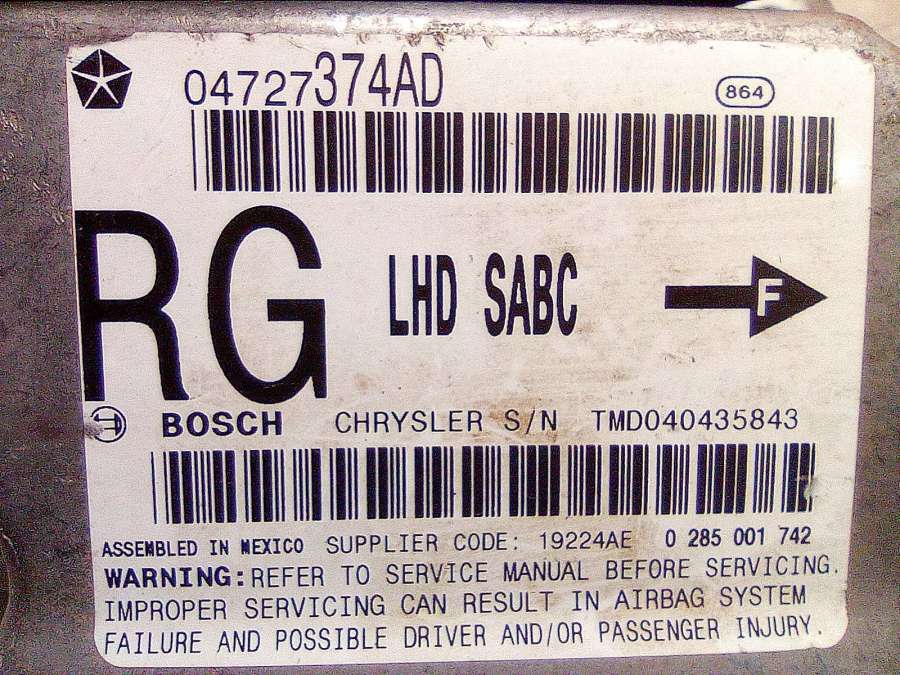 04727374AD
864
RG
LHD SABC
F
BOSCH CHRYSLER S/N TMD040435843
ASSEMBLED IN MEXICO SUPPLIER CODE: 19224AE 0 285 001 742
WARNING: REFER TO SERVICE MANUAL BEFORE SERVICING.
IMPROPER SERVICING CAN RESULT IN AIRBAG SYSTEM
FAILURE AND POSSIBLE DRIVER AND/OR PASSENGER INJURY.